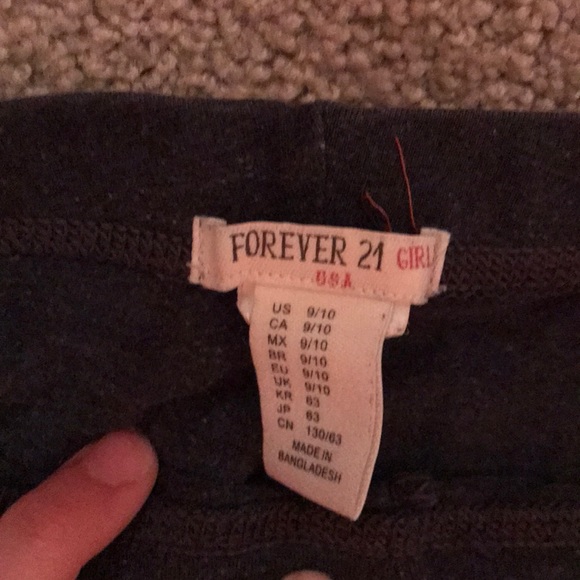 FOREVER 21 GIRL
USA
US 9/10
CA 9/10
MX 9/10
BR 9/10
EU 9/10
UK 9/10
KR 63
JP 63
CN 130/63
MADE IN
BANGLADESH